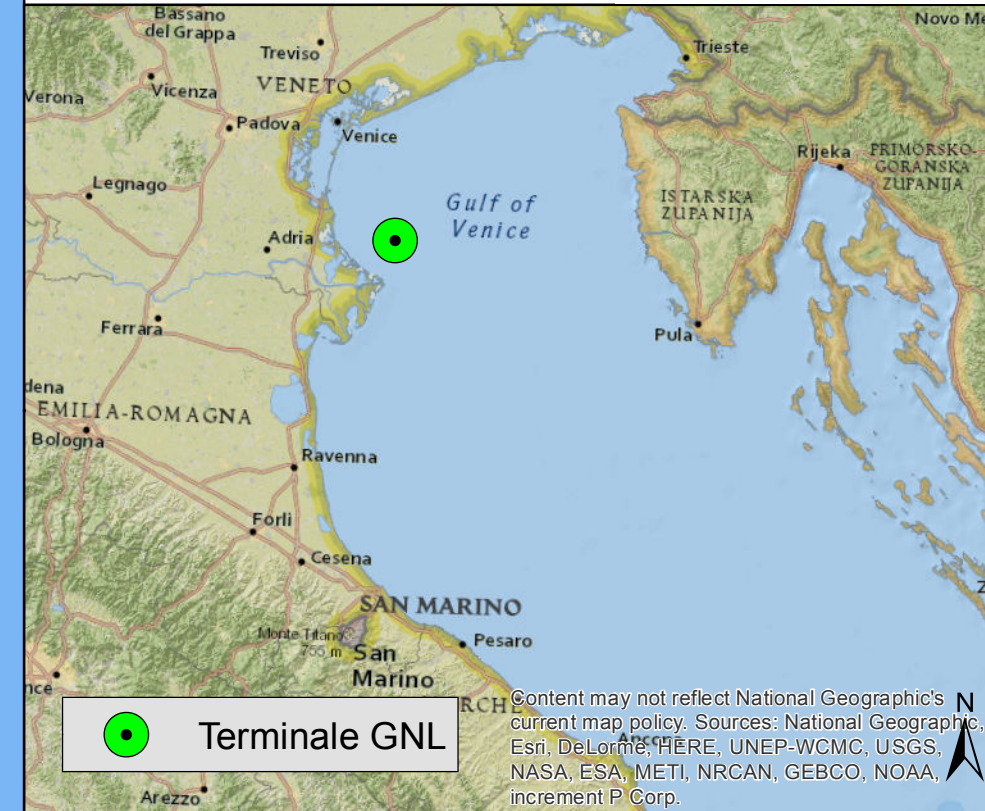 Bassano
del Grappa
Novo Me
Treviso
Trieste
VENETO
Verona
Vicenza
Padova
Venice
Rijeka
PRIMORSKO-
GORANSKA
ZUPANIJA
Legnago
ISTARSKA
ZUPANIJA
Gulf of
Venice
Adria
Ferrara
Pula
dena
EMILIA-ROMAGNA
Bologna
Ravenna
Forli
Cesena
SAN MARINO
Monte Titano
755 m
San
Marino
Pesaro
nce
RCHE
Ancona
Terminale GNL
Content may not reflect National Geographic's
current map policy. Sources: National Geographic,
Esri, DeLorme, HERE, UNEP-WCMC, USGS,
NASA, ESA, METI, NRCAN, GEBCO, NOAA,
increment P Corp.
N
Z
Arezzo